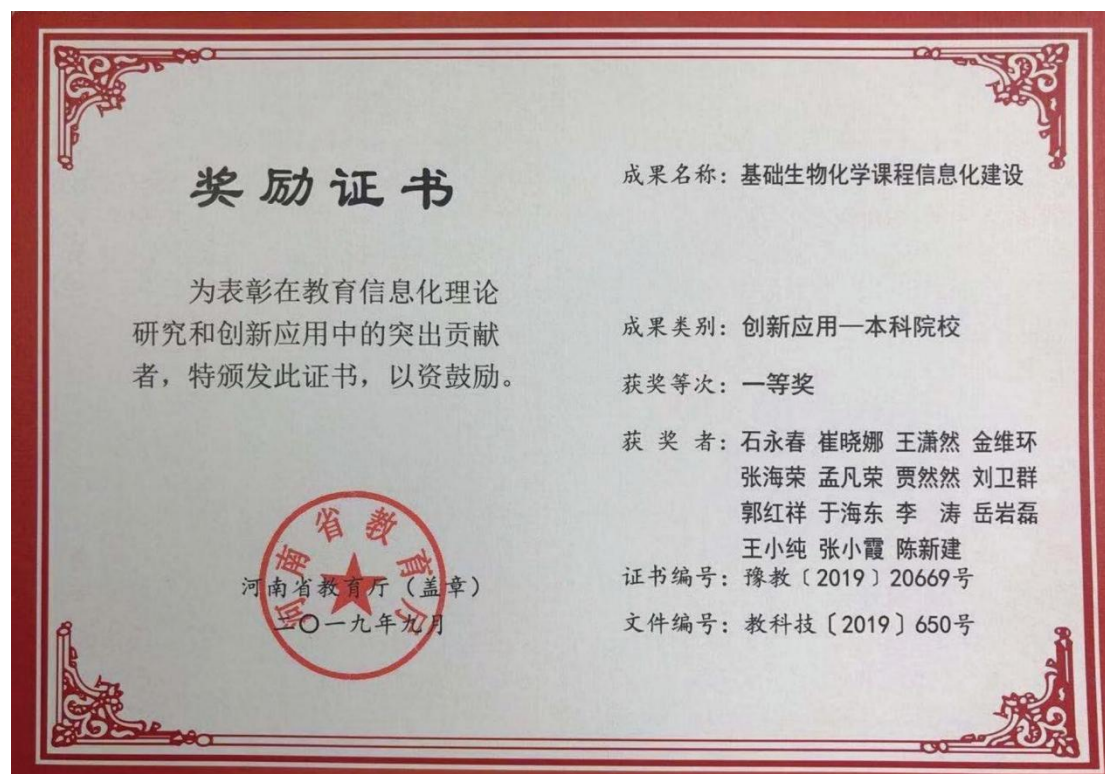 奖励证书
为表彰在教育信息化理论
研究和创新应用中的突出贡献
者，特颁发此证书，以资鼓励。
河南省教育厅
河南省教育厅（盖章）
二〇一九年九月
成果名称：基础生物化学课程信息化建设
成果类别：创新应用—本科院校
获奖等次：一等奖
获 奖 者：石永春 崔晓娜 王潇然 金维环
张海荣 孟凡荣 贾然然 刘卫群
郭红祥 于海东 李 涛 岳岩磊
王小纯 张小霞 陈新建
证书编号：豫教〔2019〕20669号
文件编号：教科技〔2019〕650号